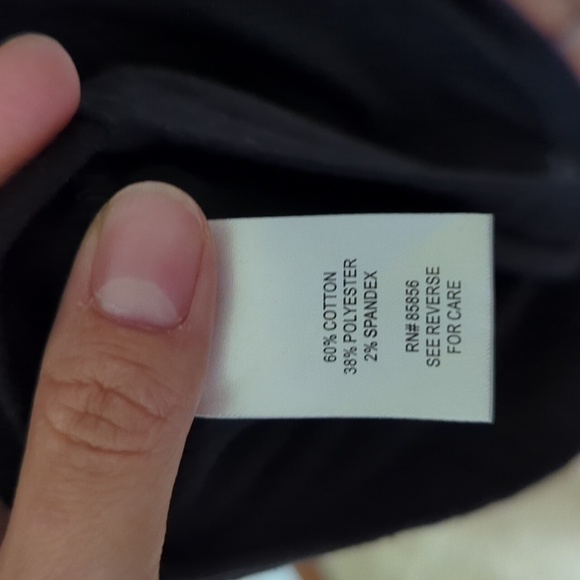 60% COTTON
38% POLYESTER
2% SPANDEX
RN# 85856
SEE REVERSE
FOR CARE